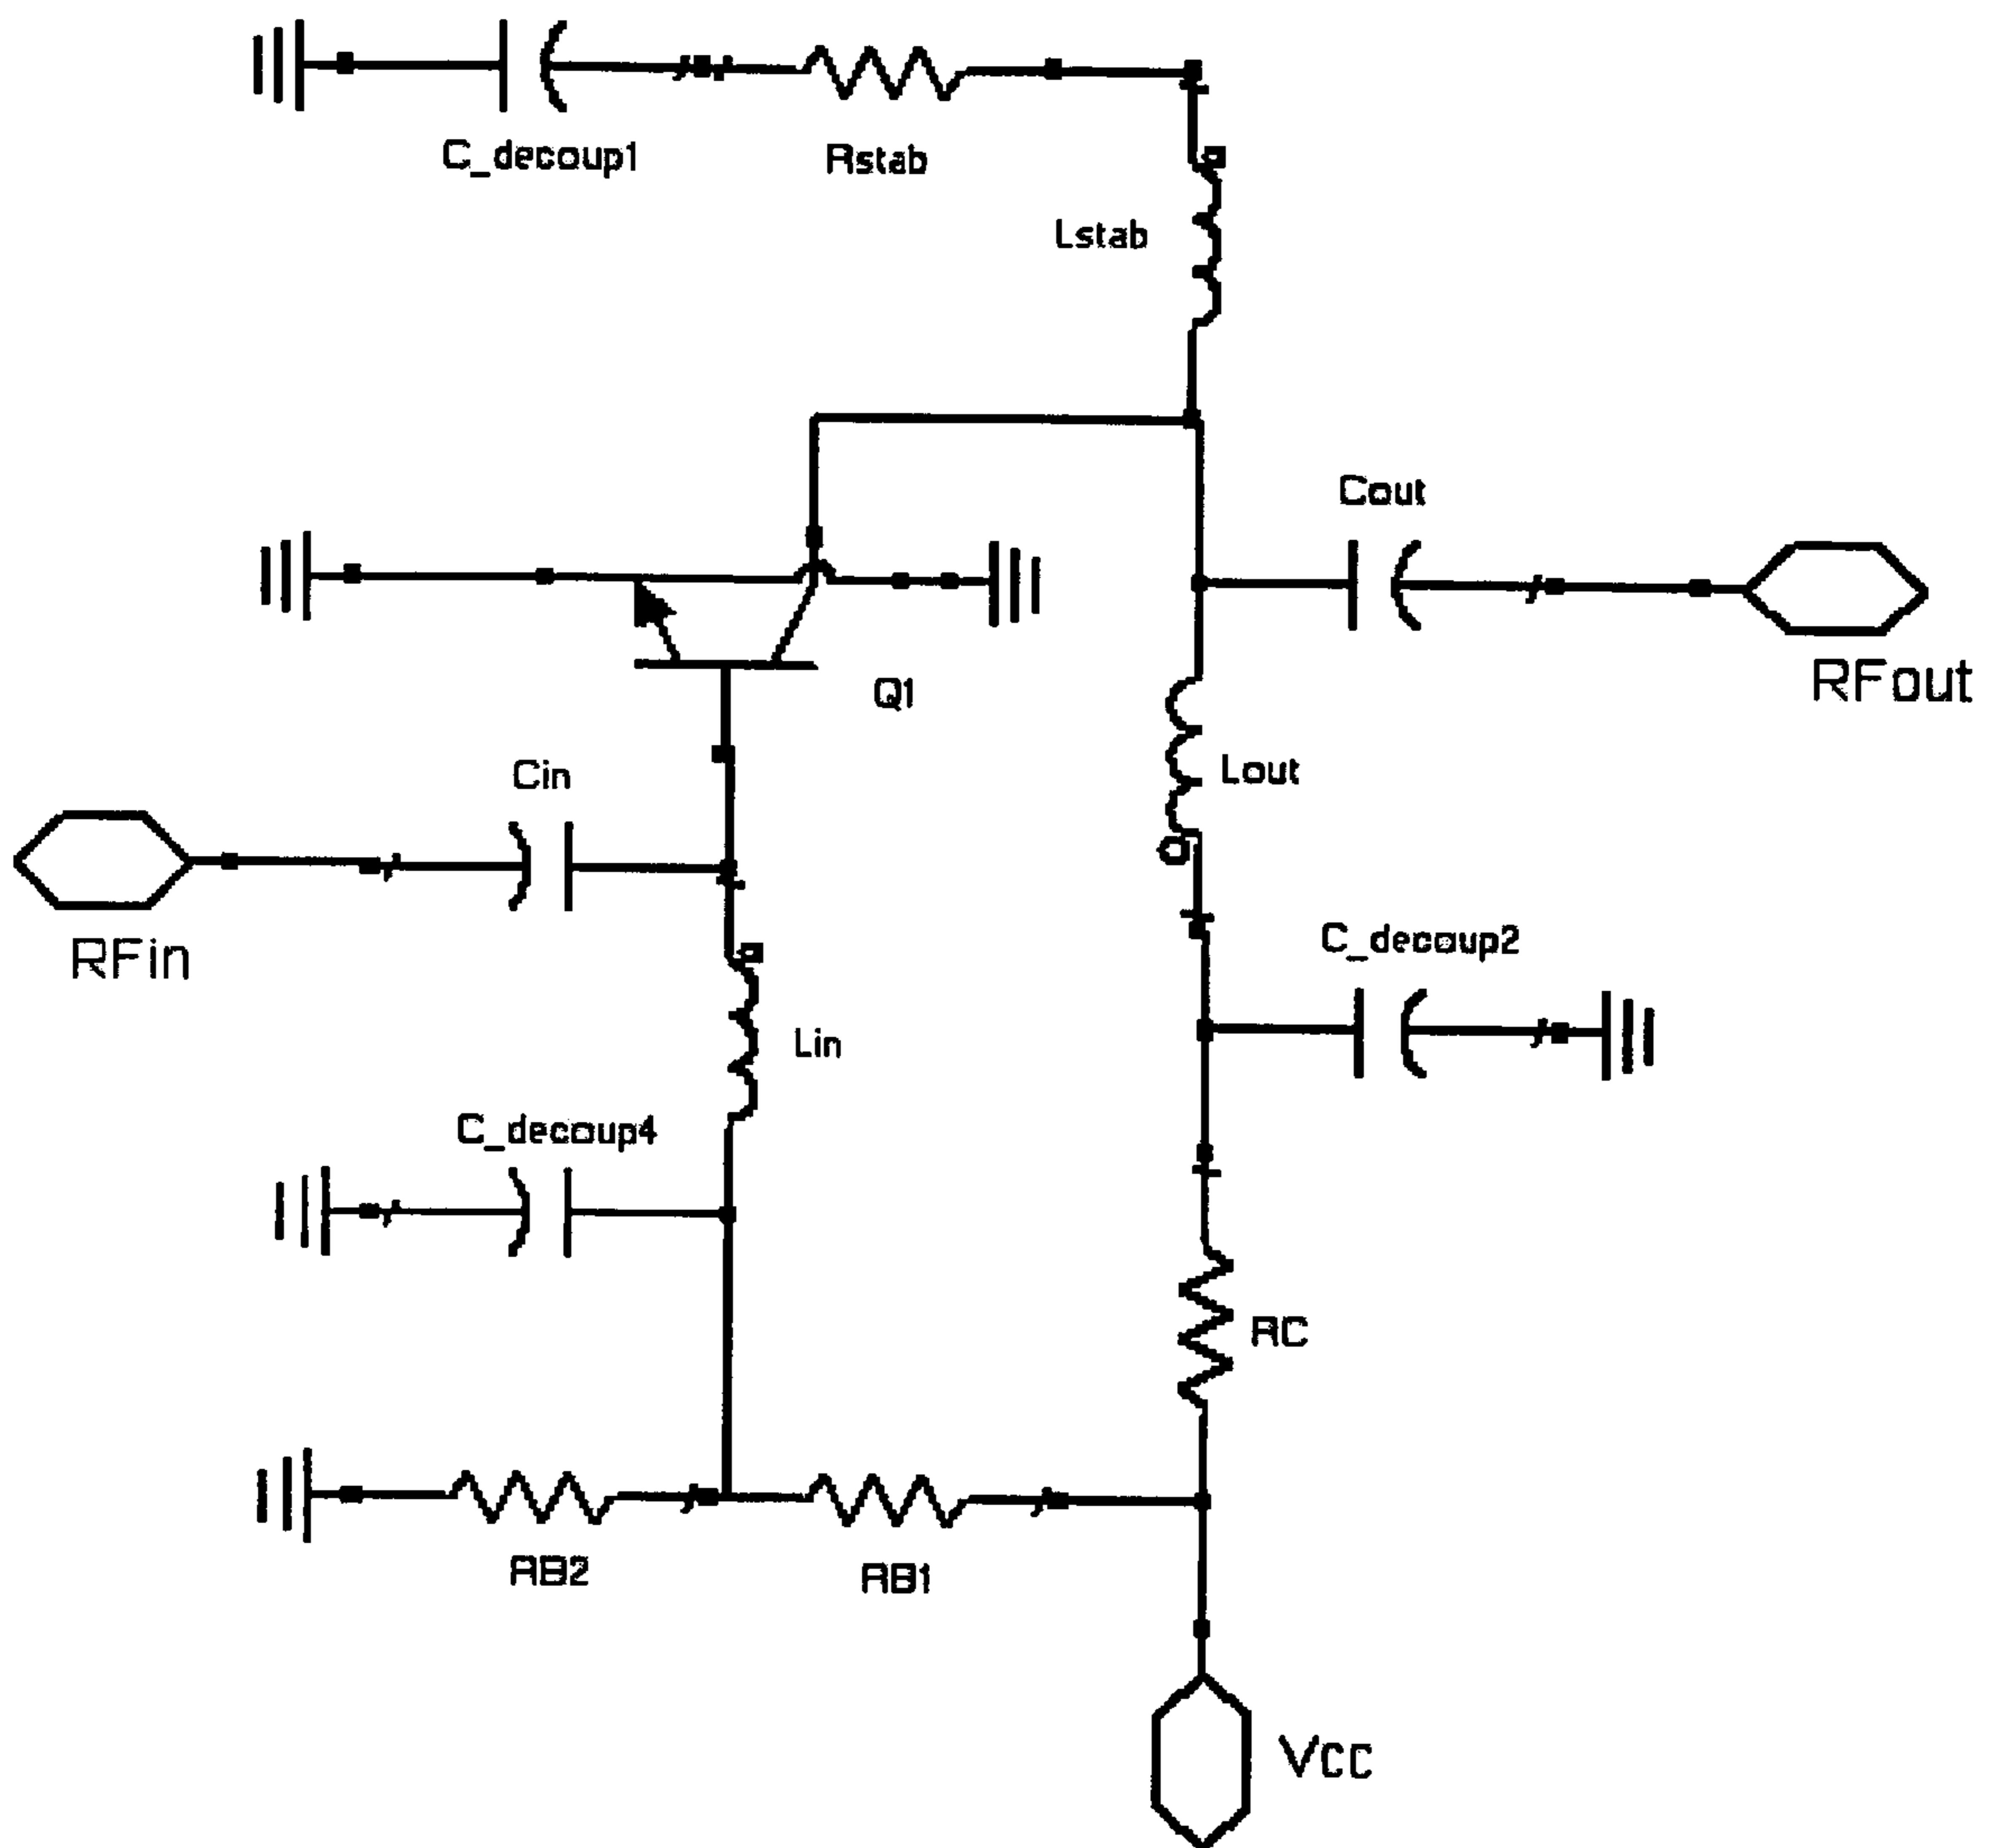 C_decoup1
Rstab
Lstab
Cout
RFout
Q1
Cin
Lout
RFin
C_decoup2
Lin
C_decoup4
RC
RB2
RB1
VCC